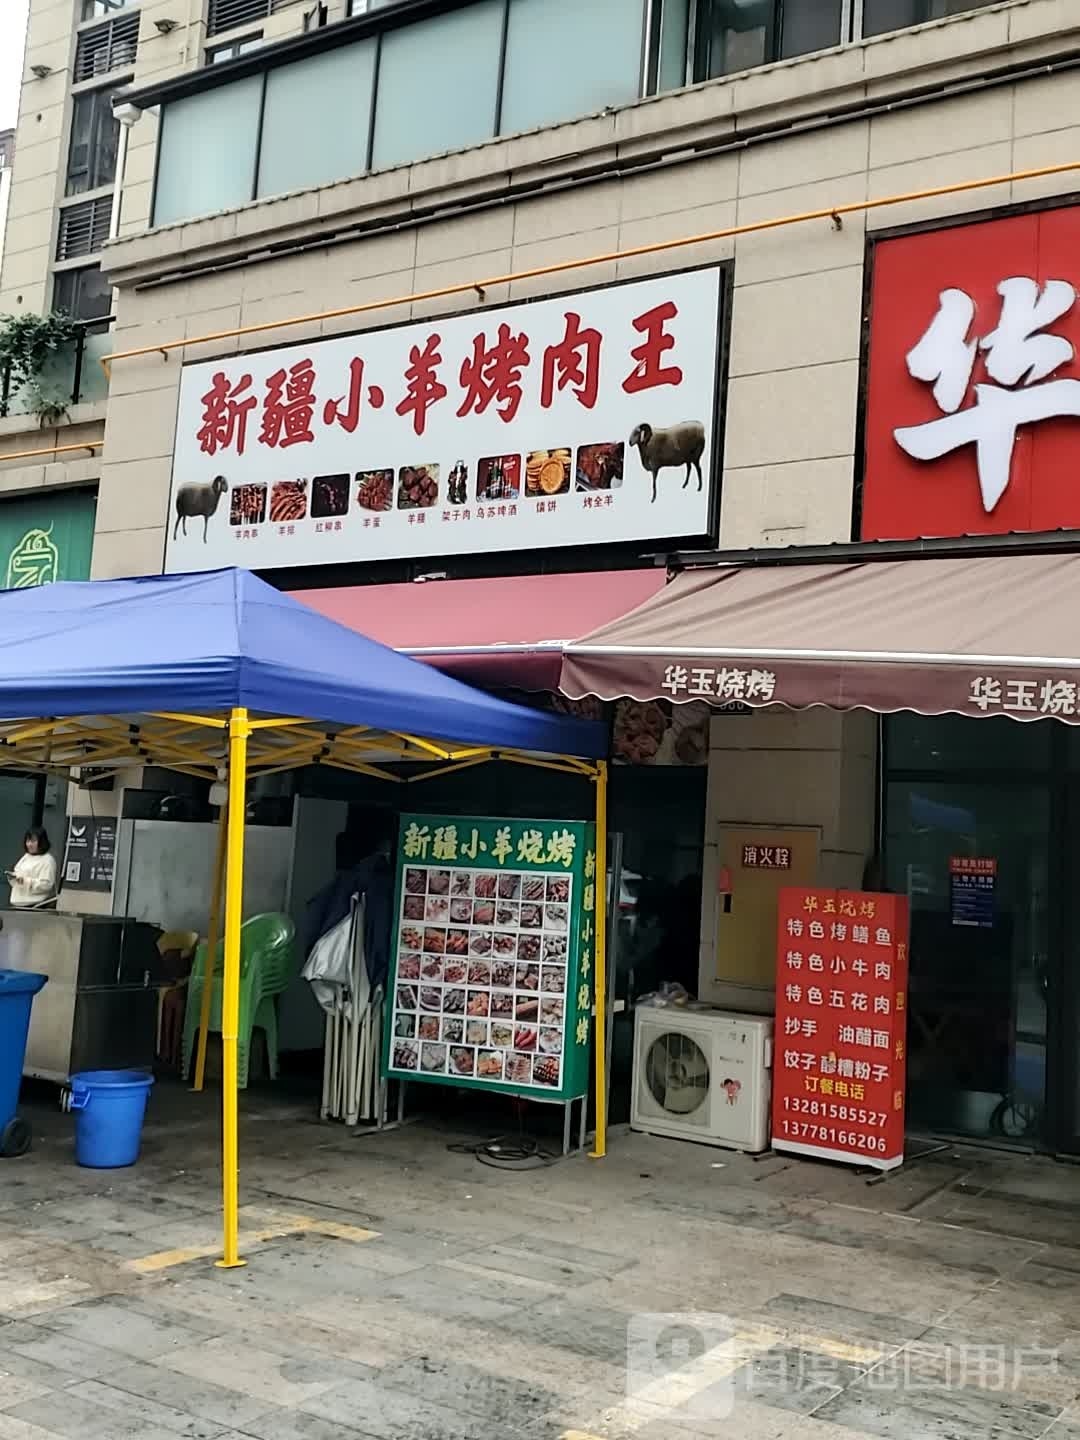 新疆小羊烤肉王
羊肉串 羊排 红柳串 羊蛋 羊腰 架子肉 乌苏啤酒 馕饼 烤全羊
华
华玉烧烤
华玉烧
新疆小羊烧烤
新疆小羊烧烤
消火栓
华玉烧烤
特色烤鳝鱼
特色小牛肉
特色五花肉
抄手 油醋面
饺子 醪糟粉子
订餐电话
13281585527
13778166206
欢迎光临
百度地图用户